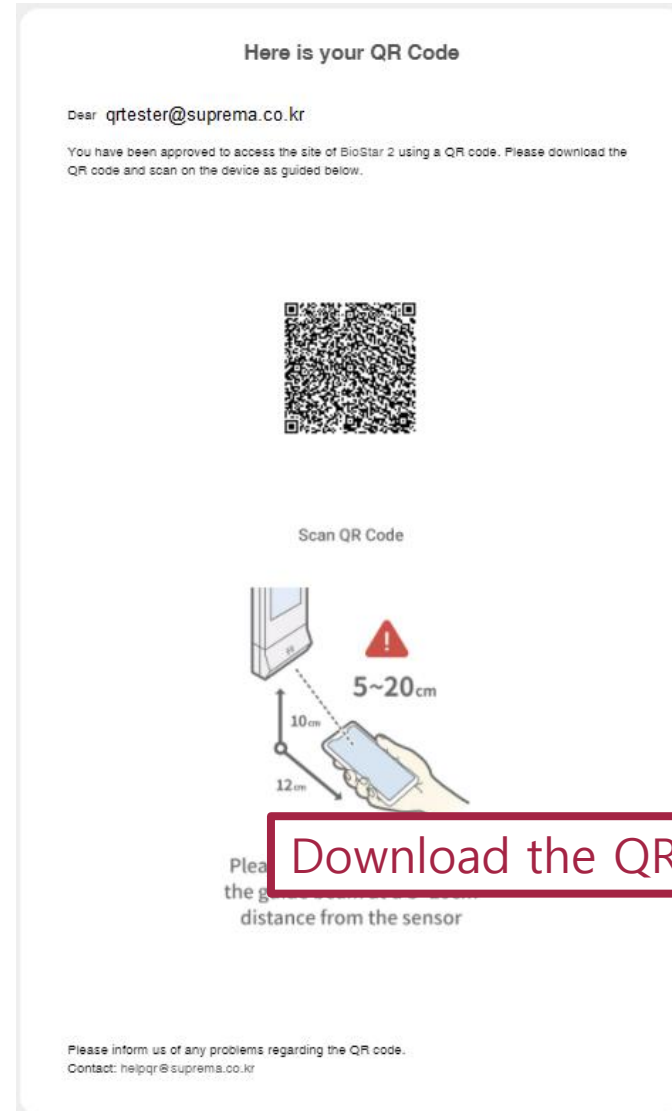 Here is your QR Code
Dear qrtester@suprema.co.kr
You have been approved to access the site of BioStar 2 using a QR code. Please download the
QR code and scan on the device as guided below.
Scan QR Code
5~20cm
10cm
12cm
Download the QR
Plea
the g
distance from the sensor
Please inform us of any problems regarding the QR code.
Contact: helpqr@suprema.co.kr